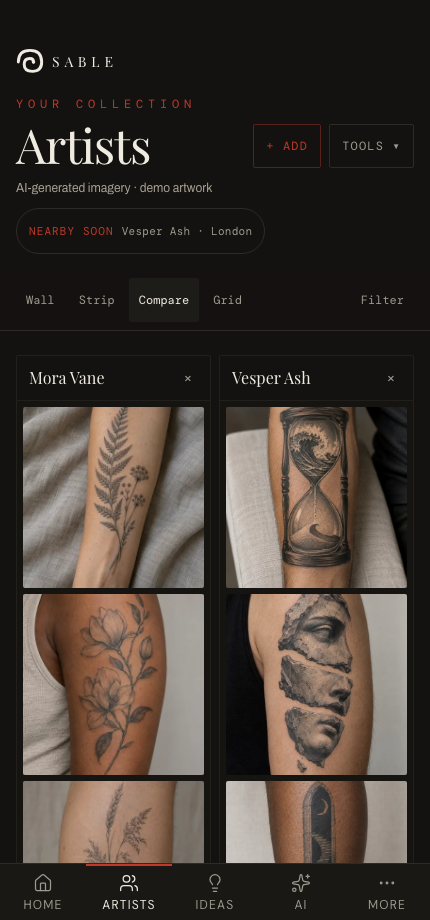 SABLE
YOUR COLLECTION
Artists
+ ADD
TOOLS ▾
AI-generated imagery · demo artwork
NEARBY SOON Vesper Ash · London
Wall Strip Compare Grid Filter
Mora Vane ×
Vesper Ash ×
HOME ARTISTS IDEAS AI MORE